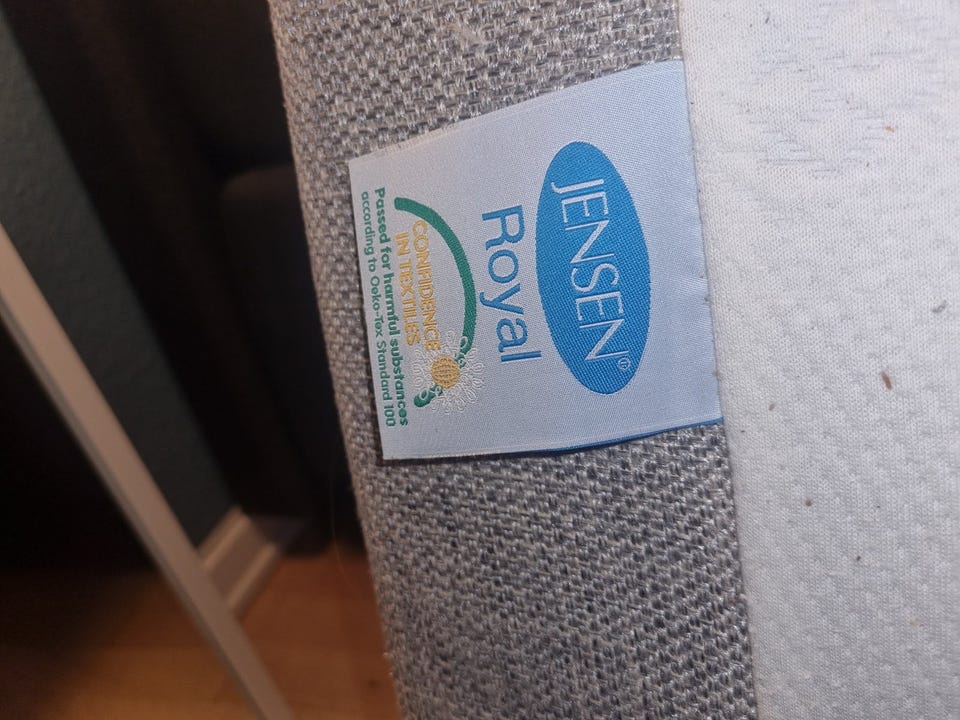 JENSEN®
Royal
CONFIDENCE
IN TEXTILES
Passed for harmful substances
according to Oeko-Tex Standard 100